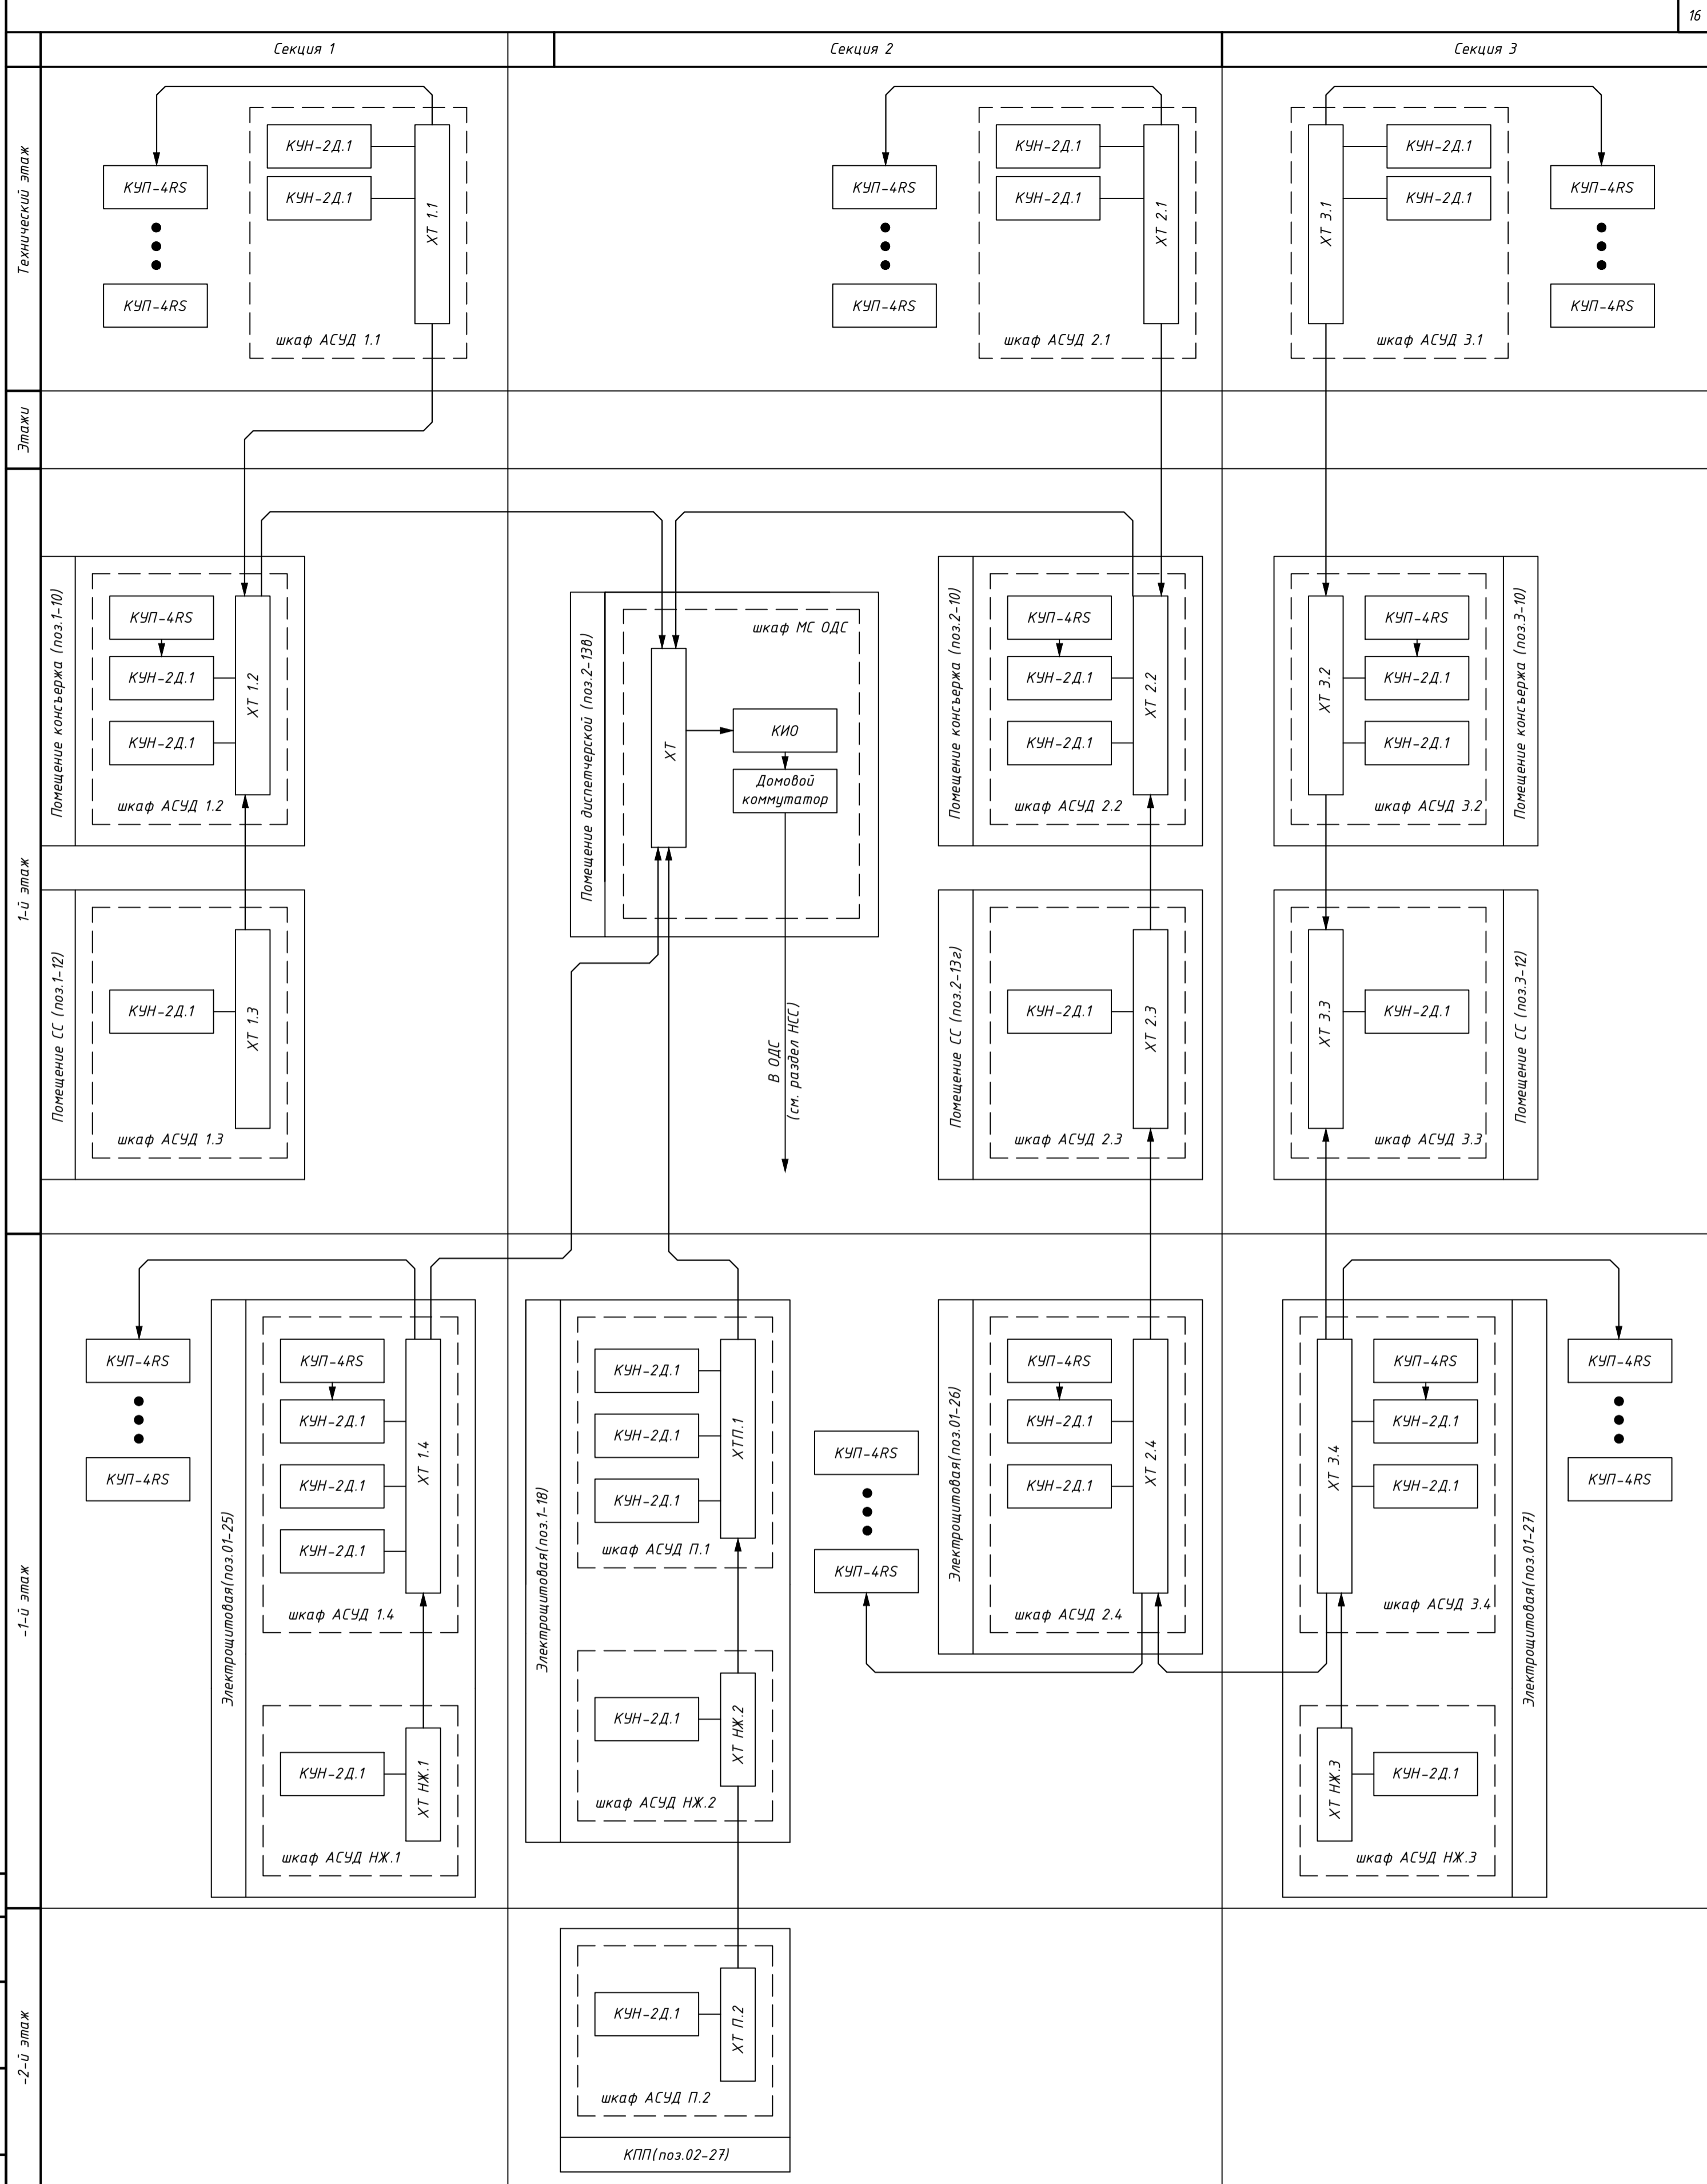 16
Секция 1
Секция 2
Секция 3
Технический этаж
КУП-4RS
КУП-4RS
КУН-2Д.1
КУН-2Д.1
ХТ 1.1
шкаф АСУД 1.1
КУП-4RS
КУП-4RS
КУН-2Д.1
КУН-2Д.1
ХТ 2.1
шкаф АСУД 2.1
ХТ 3.1
КУН-2Д.1
КУН-2Д.1
шкаф АСУД 3.1
КУП-4RS
КУП-4RS
Этажи
1-й этаж
Помещение консьержа (поз.1-10)
КУП-4RS
КУН-2Д.1
КУН-2Д.1
ХТ 1.2
шкаф АСУД 1.2
Помещение СС (поз.1-12)
КУН-2Д.1
ХТ 1.3
шкаф АСУД 1.3
Помещение диспетчерской (поз.2-13в)
шкаф МС ОДС
ХТ
КИО
Домовой
коммутатор
В ОДС
(см. раздел НСС)
Помещение консьержа (поз.2-10)
КУП-4RS
КУН-2Д.1
КУН-2Д.1
ХТ 2.2
шкаф АСУД 2.2
Помещение СС (поз.2-13г)
КУН-2Д.1
ХТ 2.3
шкаф АСУД 2.3
ХТ 3.2
КУП-4RS
КУН-2Д.1
КУН-2Д.1
шкаф АСУД 3.2
Помещение консьержа (поз.3-10)
ХТ 3.3
КУН-2Д.1
шкаф АСУД 3.3
Помещение СС (поз.3-12)
-1-й этаж
КУП-4RS
КУП-4RS
Электрощитовая(поз.01-25)
КУП-4RS
КУН-2Д.1
КУН-2Д.1
КУН-2Д.1
ХТ 1.4
шкаф АСУД 1.4
КУН-2Д.1
ХТ НЖ.1
шкаф АСУД НЖ.1
Электрощитовая(поз.1-18)
КУН-2Д.1
КУН-2Д.1
КУН-2Д.1
ХТП.1
шкаф АСУД П.1
КУН-2Д.1
ХТ НЖ.2
шкаф АСУД НЖ.2
КУП-4RS
КУП-4RS
Электрощитовая(поз.01-26)
КУП-4RS
КУН-2Д.1
КУН-2Д.1
ХТ 2.4
шкаф АСУД 2.4
ХТ 3.4
КУП-4RS
КУН-2Д.1
КУН-2Д.1
шкаф АСУД 3.4
ХТ НЖ.3
КУН-2Д.1
шкаф АСУД НЖ.3
Электрощитовая(поз.01-27)
КУП-4RS
КУП-4RS
-2-й этаж
КУН-2Д.1
ХТ П.2
шкаф АСУД П.2
КПП(поз.02-27)